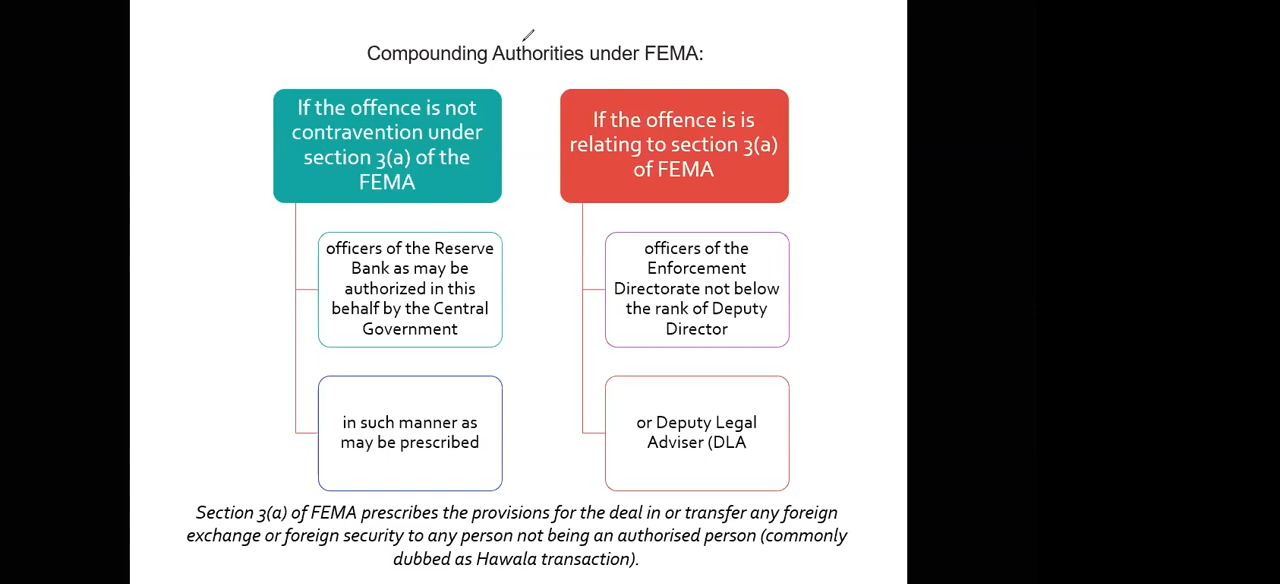 Compounding Authorities under FEMA:
If the offence is not
contravention under
section 3(a) of the
FEMA
officers of the Reserve
Bank as may be
authorized in this
behalf by the Central
Government
in such manner as
may be prescribed
If the offence is is
relating to section 3(a)
of FEMA
officers of the
Enforcement
Directorate not below
the rank of Deputy
Director
or Deputy Legal
Adviser (DLA
Section 3(a) of FEMA prescribes the provisions for the deal in or transfer any foreign
exchange or foreign security to any person not being an authorised person (commonly
dubbed as Hawala transaction).